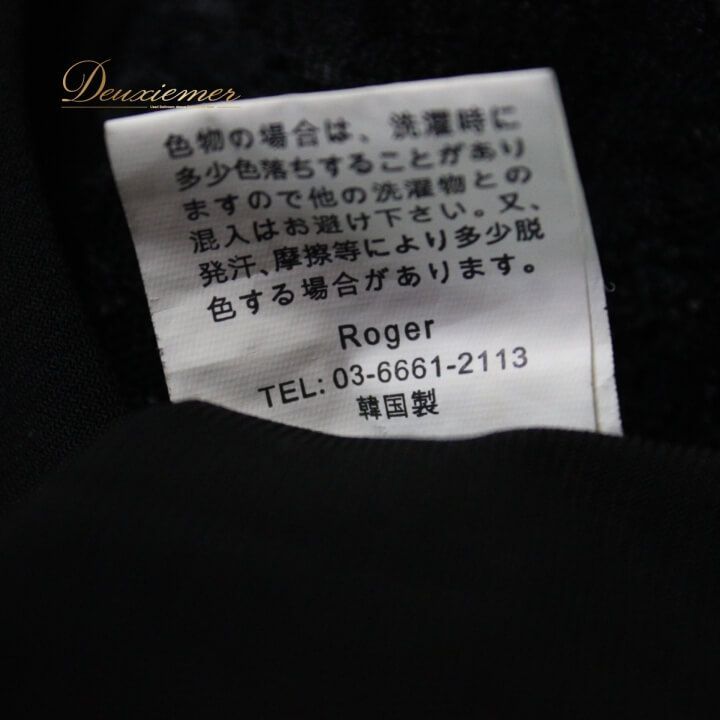 Deuxiemer
色物の場合は、洗濯時に
多少色落ちすることがあり
ますので他の洗濯物との
混入はお避け下さい。又、
発汗、摩擦等により多少脱
色する場合があります。
Roger
TEL: 03-6661-2113
韓国製